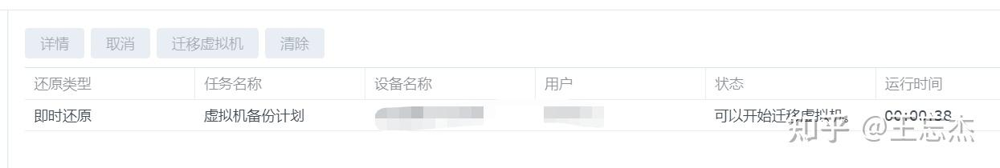 详情 取消 迁移虚拟机 清除
还原类型 任务名称 设备名称 用户 状态 运行时间
即时还原 虚拟机备份计划 可以开始迁移虚拟机。 00:00:38
知乎 @王志杰